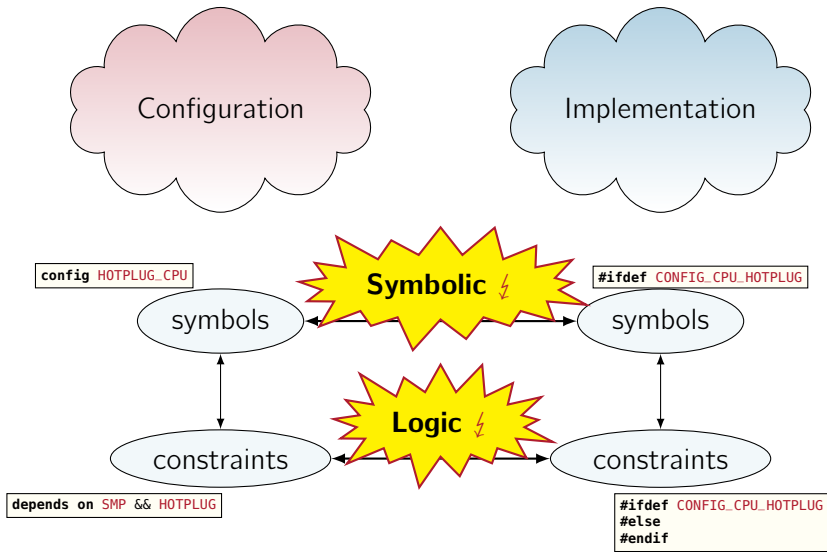 Configuration
Implementation
Symbolic
config HOTPLUG_CPU
#ifdef CONFIG_CPU_HOTPLUG
symbols
symbols
Logic
constraints
constraints
depends on SMP && HOTPLUG
#ifdef CONFIG_CPU_HOTPLUG
#else
#endif